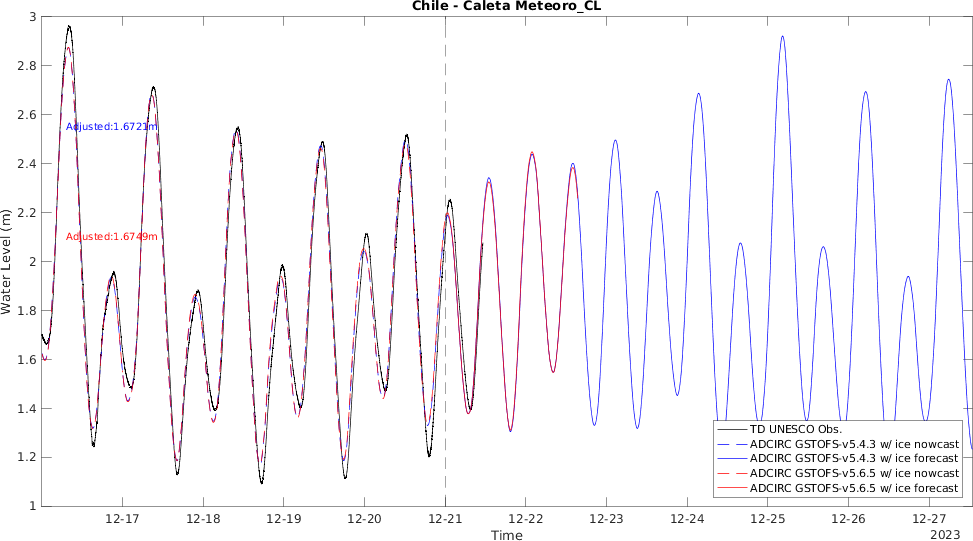 Chile - Caleta Meteoro_CL
3
2.8
2.6
2.4
2.2
2
1.8
1.6
1.4
1.2
1
Water Level (m)
Adjusted:1.6721m
Adjusted:1.6749m
TD UNESCO Obs.
ADCIRC GSTOFS-v5.4.3 w/ ice nowcast
ADCIRC GSTOFS-v5.4.3 w/ ice forecast
ADCIRC GSTOFS-v5.6.5 w/ ice nowcast
ADCIRC GSTOFS-v5.6.5 w/ ice forecast
12-17 12-18 12-19 12-20 12-21 12-22 12-23 12-24 12-25 12-26 12-27
Time
2023